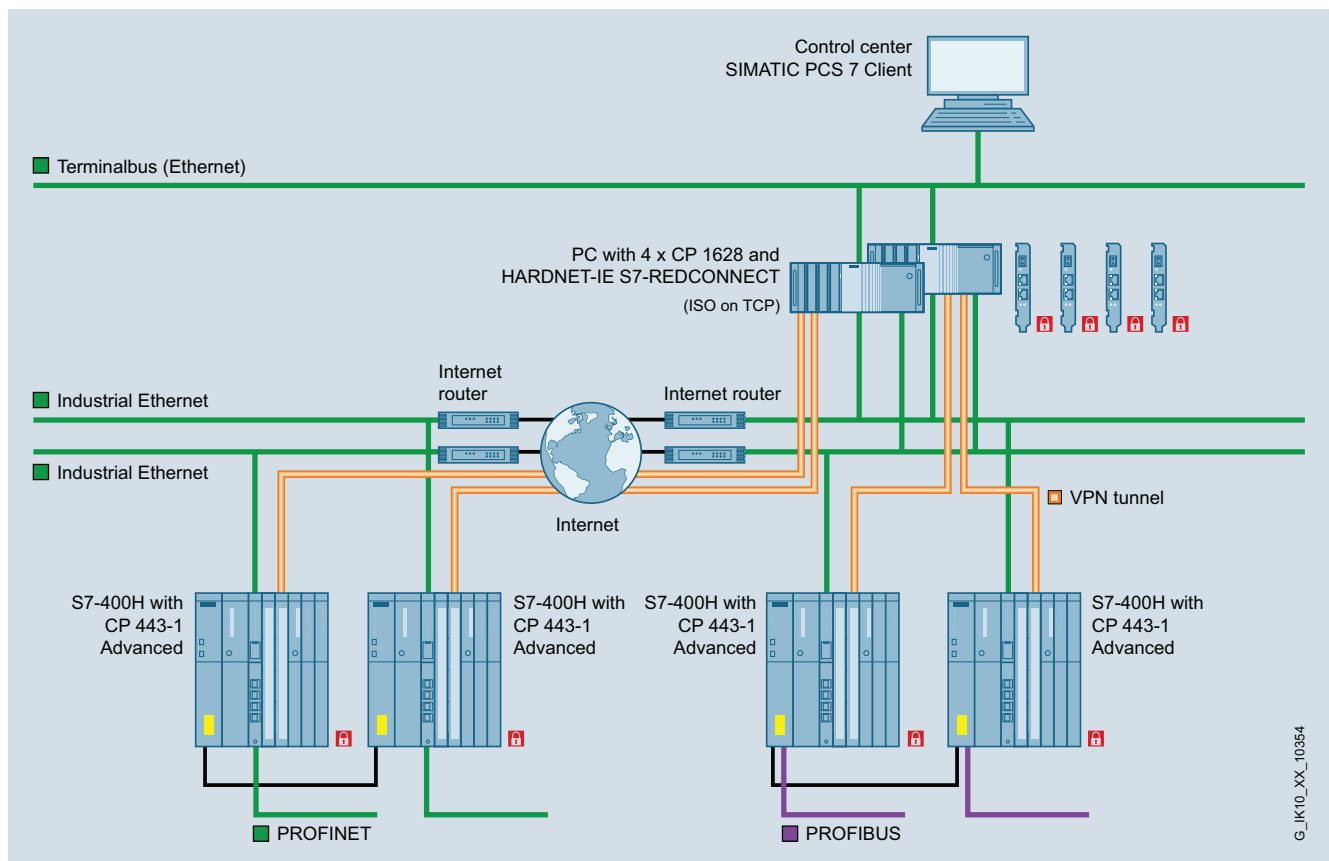 Control center
SIMATIC PCS 7 Client
Terminalbus (Ethernet)
PC with 4 x CP 1628 and
HARDNET-IE S7-REDCONNECT
(ISO on TCP)
Internet
router
Internet router
Industrial Ethernet
Industrial Ethernet
VPN tunnel
Internet
S7-400H with
CP 443-1
Advanced
S7-400H with
CP 443-1
Advanced
S7-400H with
CP 443-1
Advanced
S7-400H with
CP 443-1
Advanced
PROFINET
PROFIBUS
G_IK10_XX_10354